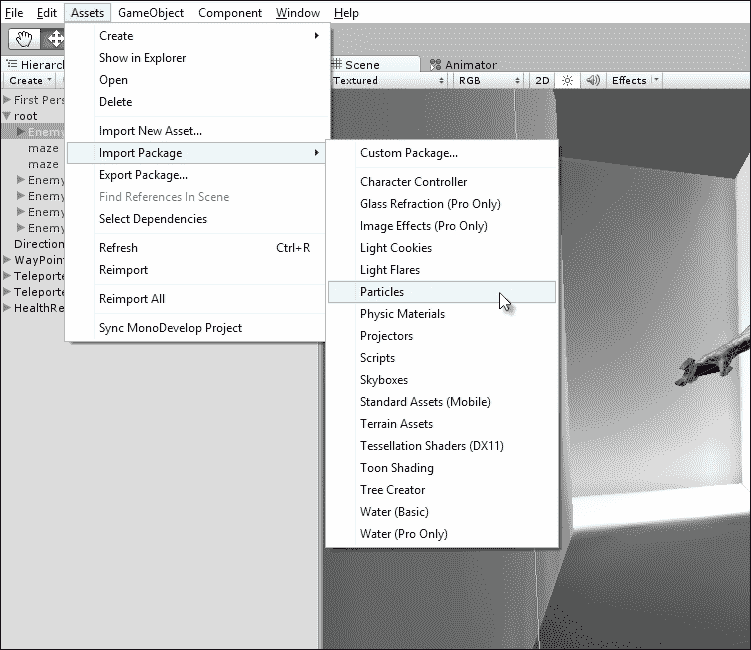 File Edit Assets GameObject Component Window Help
Hierarch Scene Animator
Create Textured RGB 2D Effects
First Pers
root
Enemy
maze
maze
Enemy
Enemy
Enemy
Enemy
Direction
WayPoin
Teleporte
Teleporte
HealthRe
Create
Show in Explorer
Open
Delete
Import New Asset...
Import Package
Export Package...
Find References In Scene
Select Dependencies
Refresh Ctrl+R
Reimport
Reimport All
Sync MonoDevelop Project
Custom Package...
Character Controller
Glass Refraction (Pro Only)
Image Effects (Pro Only)
Light Cookies
Light Flares
Particles
Physic Materials
Projectors
Scripts
Skyboxes
Standard Assets (Mobile)
Terrain Assets
Tessellation Shaders (DX11)
Toon Shading
Tree Creator
Water (Basic)
Water (Pro Only)